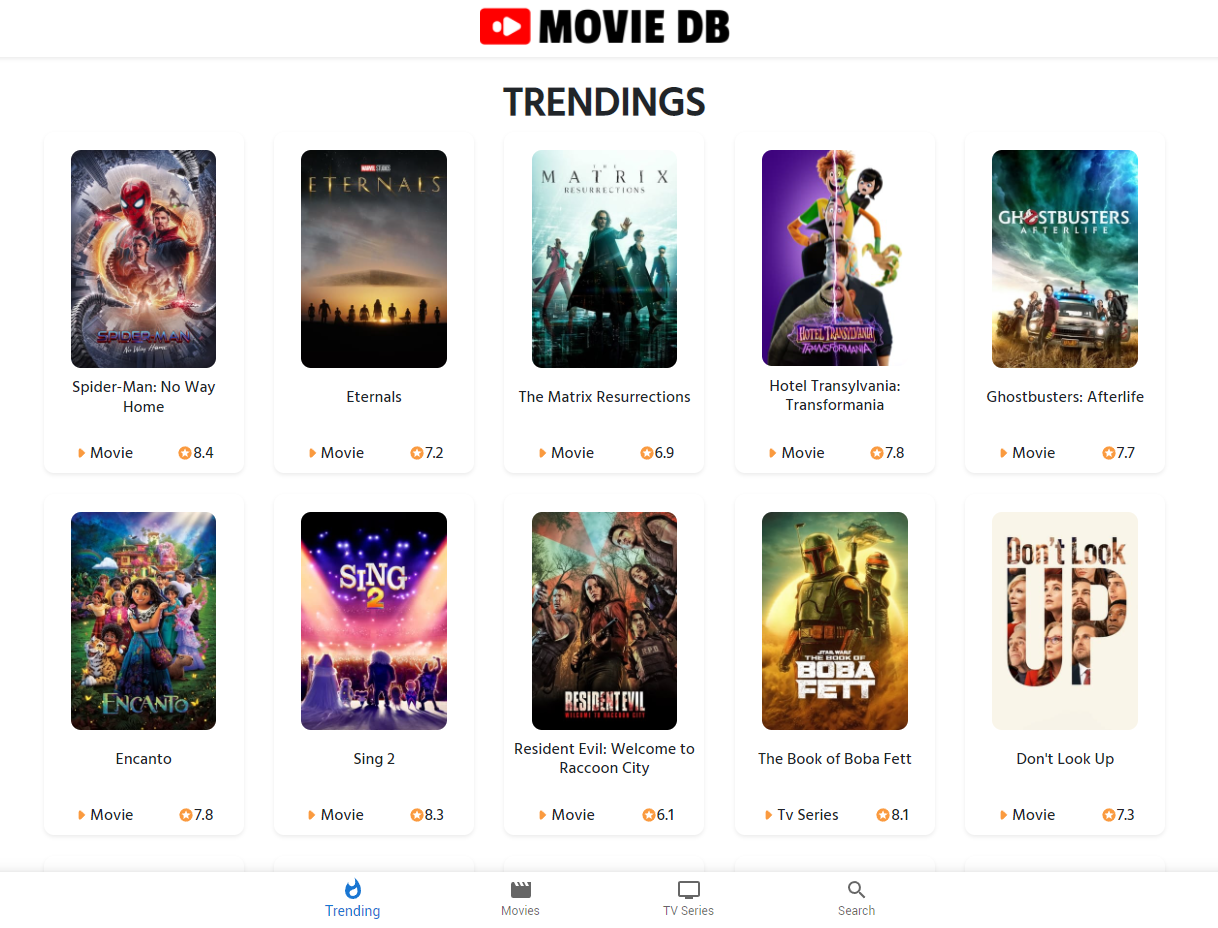 MOVIE DB
TRENDINGS
SPIDER-MAN
No Way Home
Spider-Man: No Way
Home
Movie
8.4
MARVEL STUDIOS
ETERNALS
Eternals
Movie
7.2
THE
MATRIX
RESURRECTIONS
The Matrix Resurrections
Movie
6.9
HOTEL TRANSYLVANIA
TRANSFORMANIA
Hotel Transylvania:
Transformania
Movie
7.8
GHOSTBUSTERS
AFTERLIFE
Ghostbusters: Afterlife
Movie
7.7
ENCANTO
Encanto
Movie
7.8
SING
2
Sing 2
Movie
8.3
R.P.D.
RESIDENT EVIL
WELCOME TO RACCOON CITY
Resident Evil: Welcome to
Raccoon City
Movie
6.1
STAR WARS
THE BOOK OF
BOBA
FETT
The Book of Boba Fett
Tv Series
8.1
Don't Look
UP
Don't Look Up
Movie
7.3
Trending
Movies
TV Series
Search